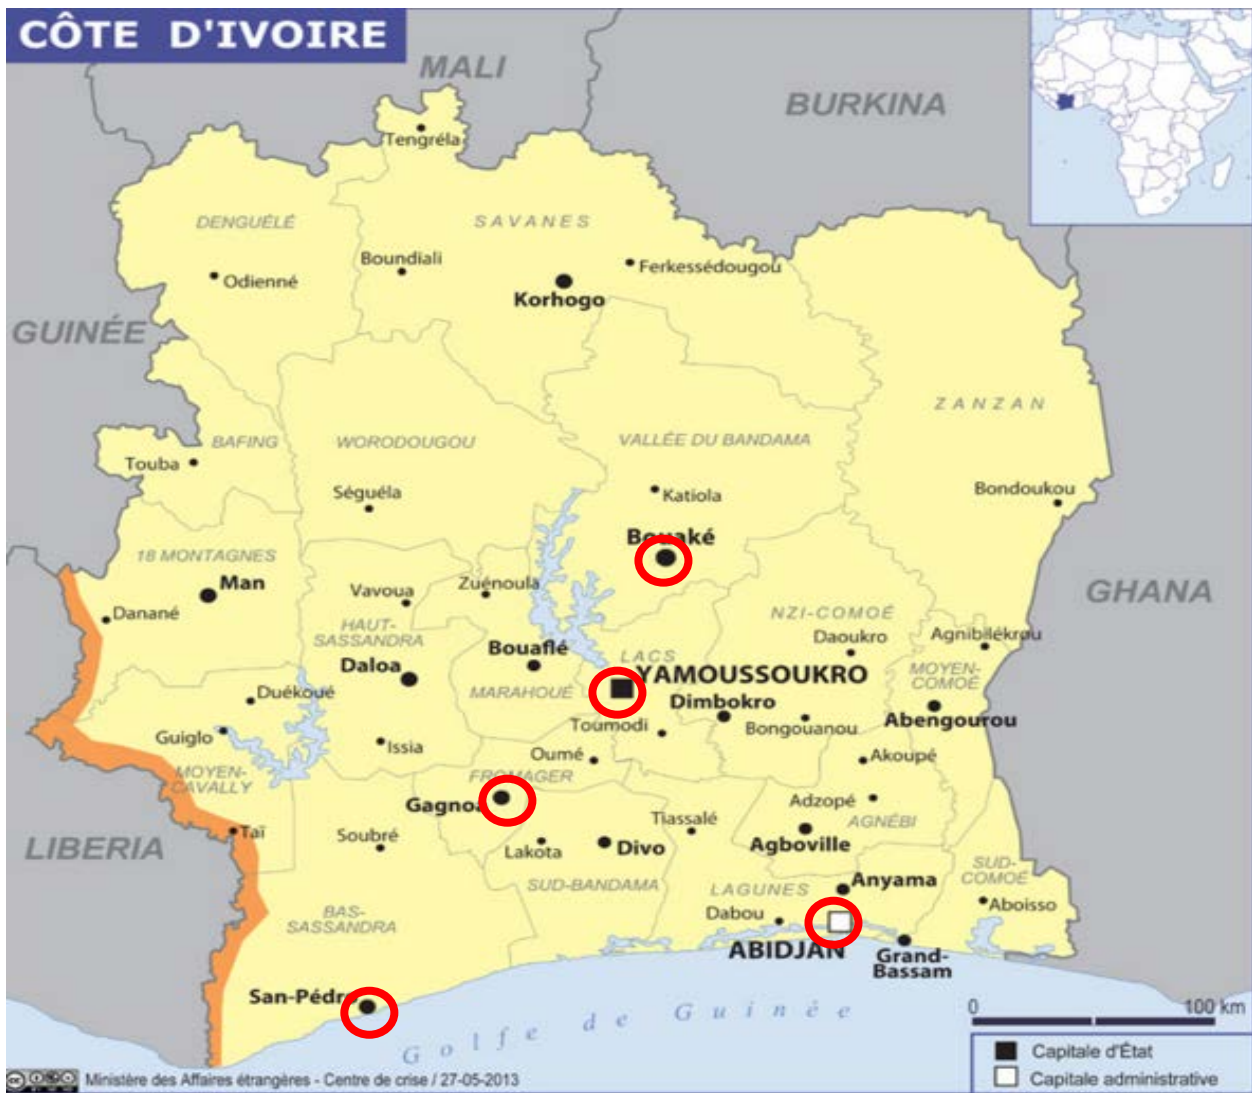 CÔTE D'IVOIRE
MALI
BURKINA
Tengréla
DENGUÉLÉ
SAVANES
Boundiali
Ferkessédougou
Odienné
Korhogo
GUINÉE
ZANZAN
BAFING
WORODOUGOU
VALLÉE DU BANDAMA
Touba
Séguéla
Katiola
Bondoukou
Bouaké
18 MONTAGNES
Man
Vavoua
Zuénoula
GHANA
Danané
HAUT-
SASSANDRA
NZI-COMOÉ
Daoukro
Agnibilékrou
Bouaflé
LACS
Daloa
YAMOUSSOUKRO
MOYEN-
COMOÉ
Duékoué
MARAHOUÉ
Dimbokro
Abengourou
Toumodi
Bongouanou
Guiglo
Issia
Oumé
Akoupé
MOYEN-
CAVALLY
FROMAGER
Gagnoa
Adzopé
Taï
Soubré
Tiassalé
AGNÉBI
LIBERIA
Lakota
Divo
Agboville
SUD-BANDAMA
LAGUNES
Anyama
SUD-
COMOÉ
BAS-
SASSANDRA
Dabou
Aboisso
ABIDJAN
Grand-
Bassam
San-Pédro
Golfe de Guinée
0 100 km
Capitale d'État
Capitale administrative
cc
Ministère des Affaires étrangères - Centre de crise / 27-05-2013